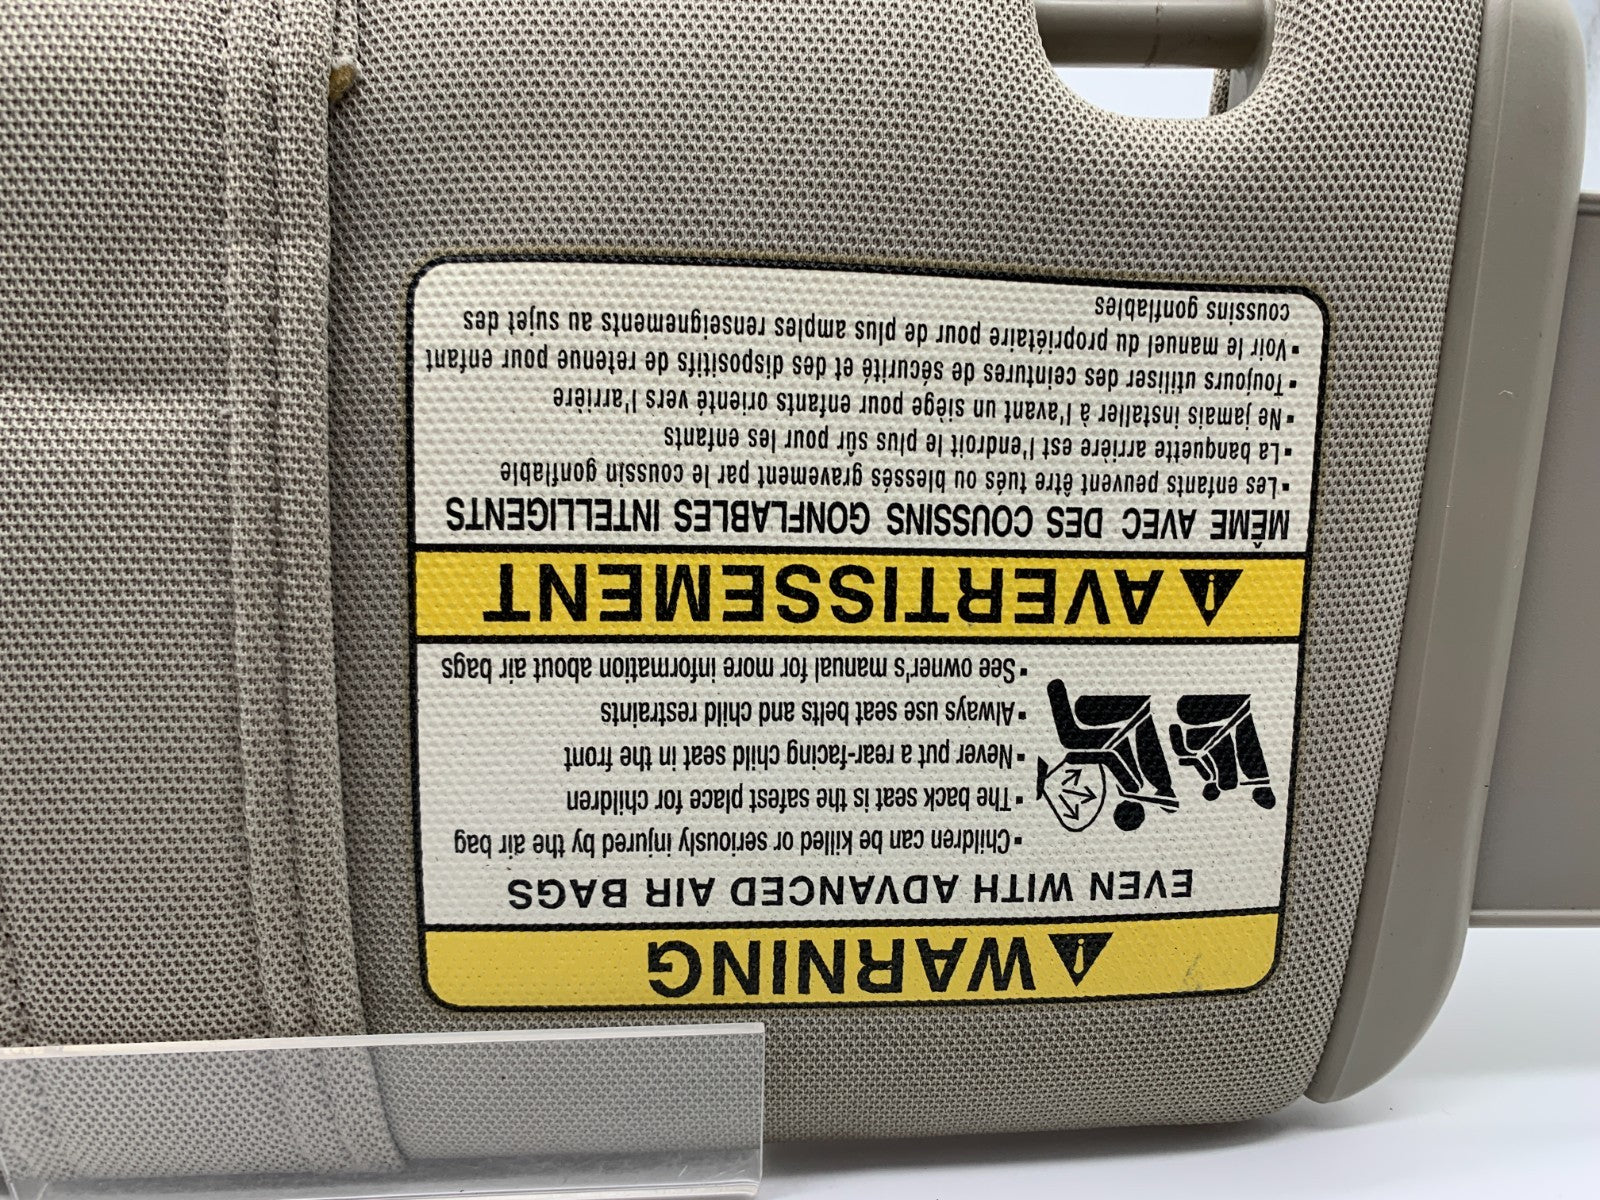 WARNING
EVEN WITH ADVANCED AIR BAGS
▪Children can be killed or seriously injured by the air bag
▪The back seat is the safest place for children
▪Never put a rear-facing child seat in the front
▪Always use seat belts and child restraints
▪See owner's manual for more information about air bags
AVERTISSEMENT
MÊME AVEC DES COUSSINS GONFLABLES INTELLIGENTS
▪Les enfants peuvent être tués ou blessés gravement par le coussin gonflable
▪La banquette arrière est l'endroit le plus sûr pour les enfants
▪Ne jamais installer à l'avant un siège pour enfants orienté vers l'arrière
▪Toujours utiliser des ceintures de sécurité et des dispositifs de retenue pour enfant
▪Voir le manuel du propriétaire pour de plus amples renseignements au sujet des
coussins gonflables